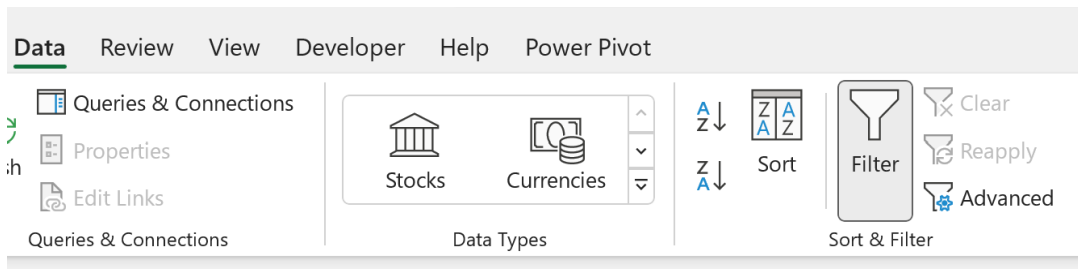 Data Review View Developer Help Power Pivot
Queries & Connections
Properties
Edit Links
sh
Queries & Connections
Stocks Currencies
Data Types
A
Z
Z
A
Z A
A Z
Sort
Filter
Clear
Reapply
Advanced
Sort & Filter